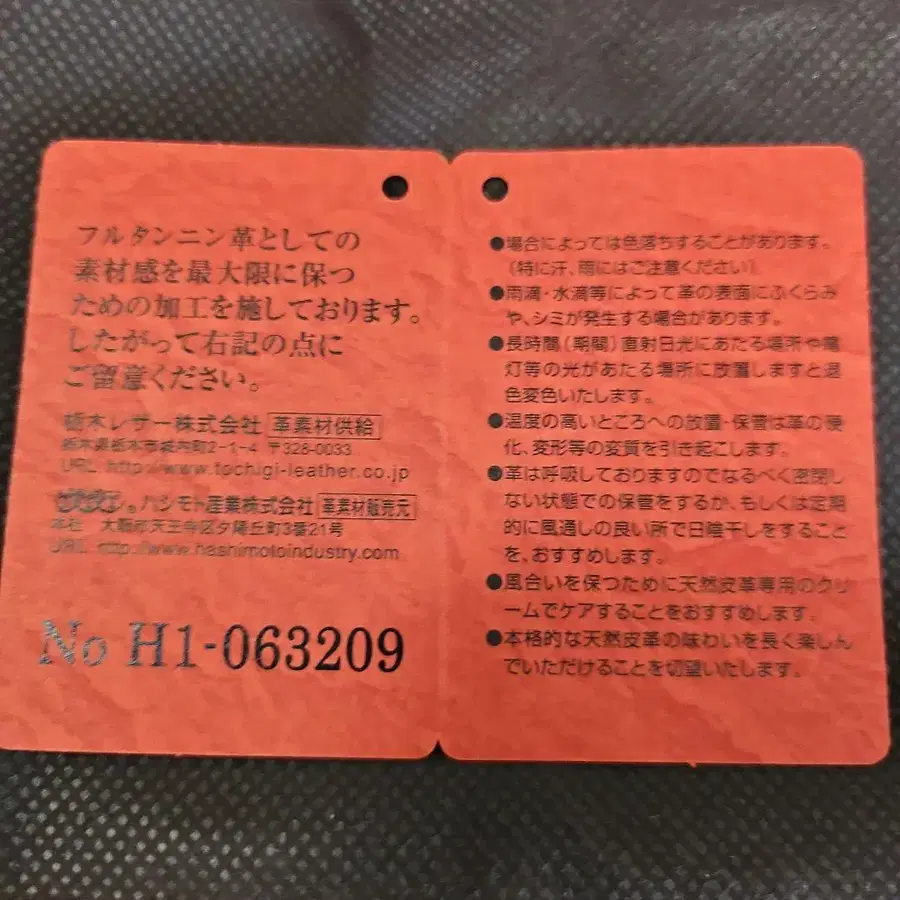 フルタンニン革としての
素材感を最大限に保つ
ための加工を施しております。
したがって右記の点に
ご留意ください。
栃木レザー株式会社 革素材供給
栃木県栃木市城内町2-1-4 〒328-0033
URL http://www.tochigi-leather.co.jp
ハシモト産業株式会社 革素材販売元
本社 大阪市天王寺区夕陽丘町3番21号
URL http://www.hashimotoindustry.com
No H1-063209
●場合によっては色落ちすることがあります。
(特に汗、雨にはご注意ください)
●雨滴・水滴等によって革の表面にふくらみ
や、シミが発生する場合があります。
●長時間(期間)直射日光にあたる場所や電
灯等の光があたる場所に放置しますと退
色変色いたします。
●温度の高いところへの放置・保管は革の硬
化、変形等の変質を引き起こします。
●革は呼吸しておりますのでなるべく密閉し
ない状態での保管をするか、もしくは定期
的に風通しの良い所で日陰干しをすること
を、おすすめします。
●風合いを保つために天然皮革専用のクリ
ームでケアすることをおすすめします。
●本格的な天然皮革の味わいを長く楽しん
でいただけることを切望いたします。